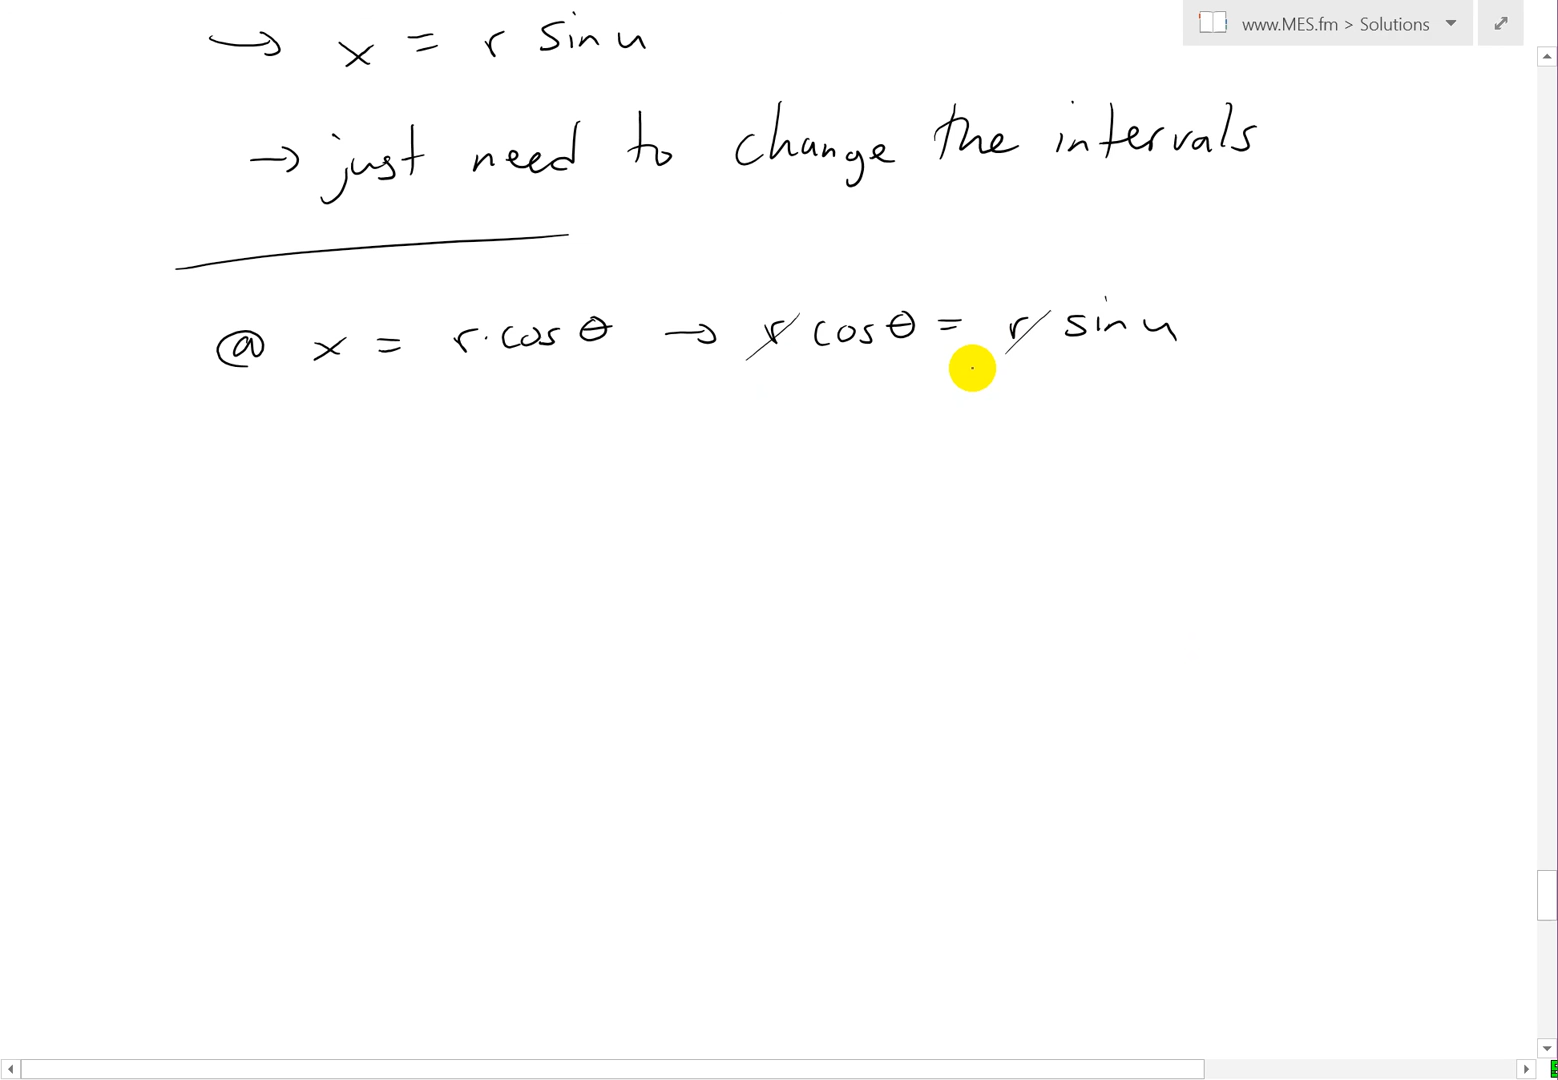 www.MES.fm > Solutions
→ x = r sin u
→ just need to change the intervals
@ x = r · cos θ → r cos θ = r sin u